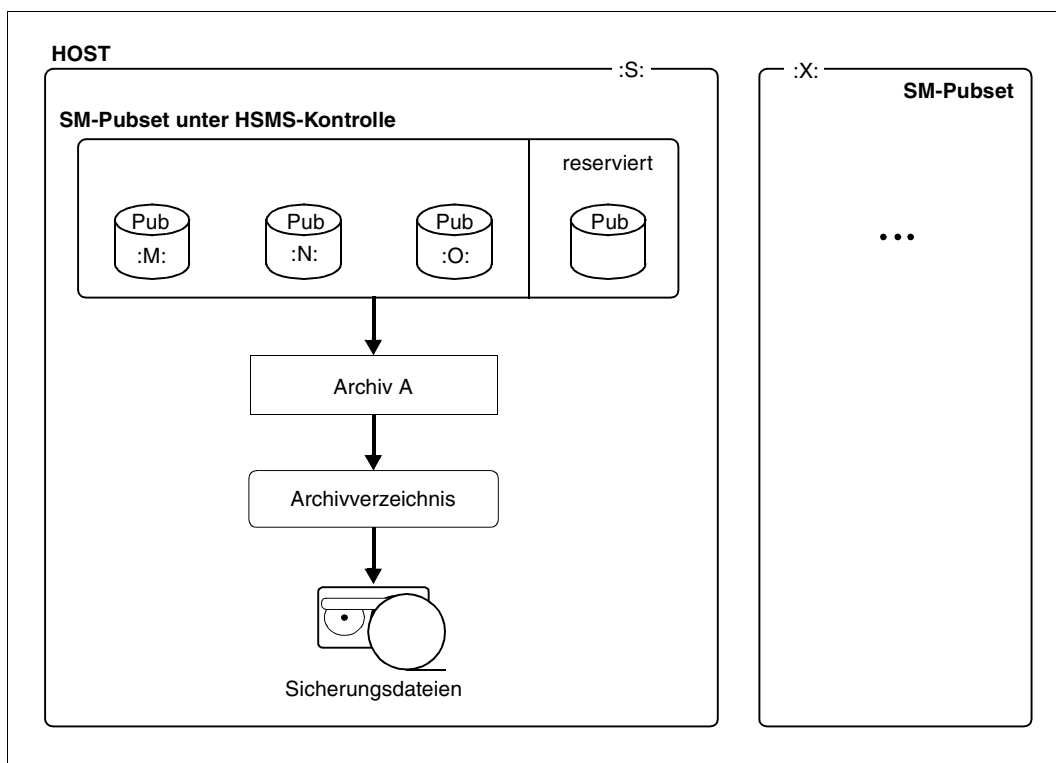 HOST
:S:
:X:
SM-Pubset
SM-Pubset unter HSMS-Kontrolle
reserviert
Pub
Pub
Pub
Pub
:M:
:N:
:O:
...
Archiv A
Archivverzeichnis
Sicherungsdateien